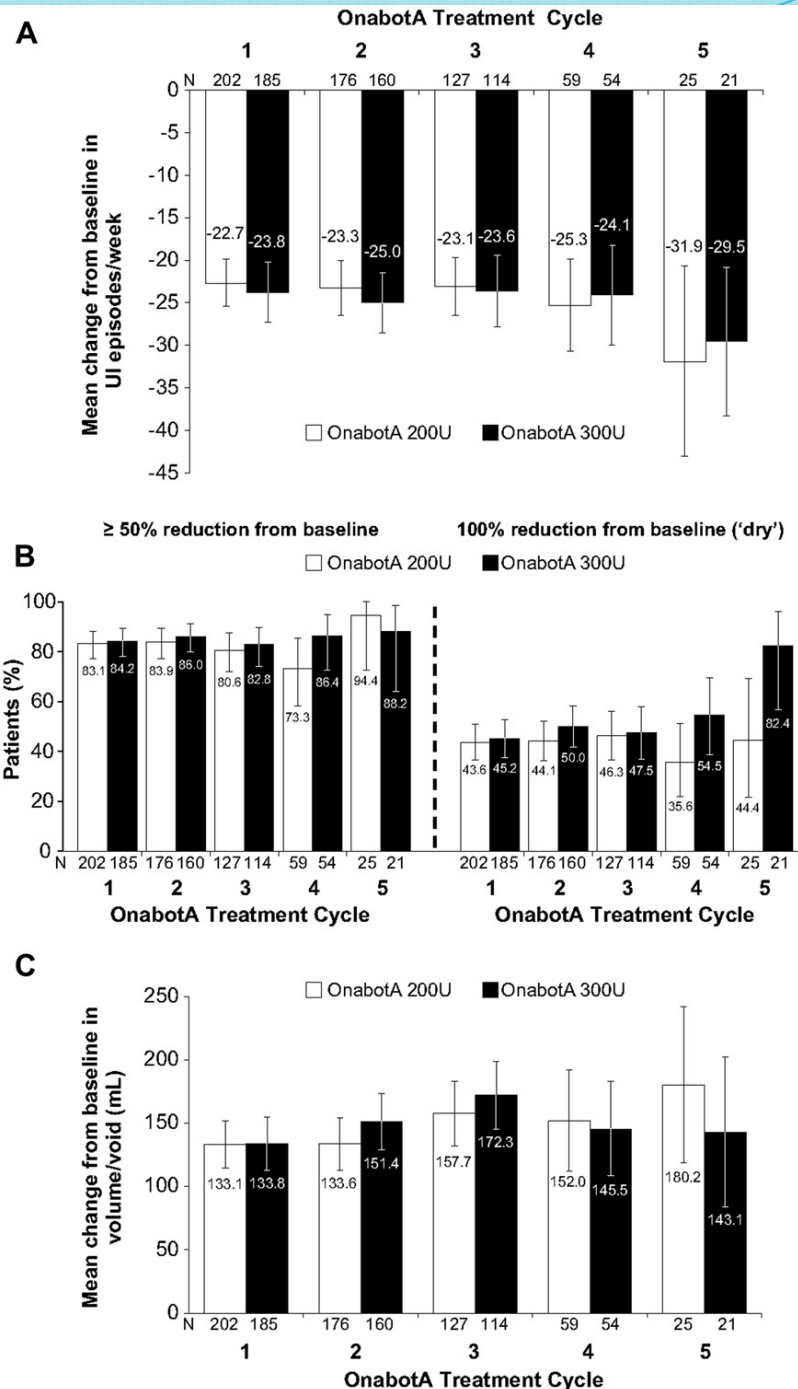 A
OnabotA Treatment Cycle
1 2 3 4 5
N 202 185 176 160 127 114 59 54 25 21
0
-5
-10
-15
-20
-25
-30
-35
-40
-45
Mean change from baseline in
UI episodes/week
-22.7 -23.8 -23.3 -25.0 -23.1 -23.6 -25.3 -24.1 -31.9 -29.5
OnabotA 200U OnabotA 300U
≥ 50% reduction from baseline 100% reduction from baseline (‘dry’)
B
OnabotA 200U OnabotA 300U
Patients (%)
100
80
60
40
20
0
83.1 84.2 83.9 86.0 80.6 82.8 73.3 86.4 94.4 88.2
43.6 45.2 44.1 50.0 46.3 47.5 35.6 54.5 44.4 82.4
N 202 185 176 160 127 114 59 54 25 21 202 185 176 160 127 114 59 54 25 21
1 2 3 4 5 1 2 3 4 5
OnabotA Treatment Cycle OnabotA Treatment Cycle
C
OnabotA 200U OnabotA 300U
Mean change from baseline in
volume/void (mL)
250
200
150
100
50
0
133.1 133.8 133.6 151.4 157.7 172.3 152.0 145.5 180.2 143.1
N 202 185 176 160 127 114 59 54 25 21
1 2 3 4 5
OnabotA Treatment Cycle